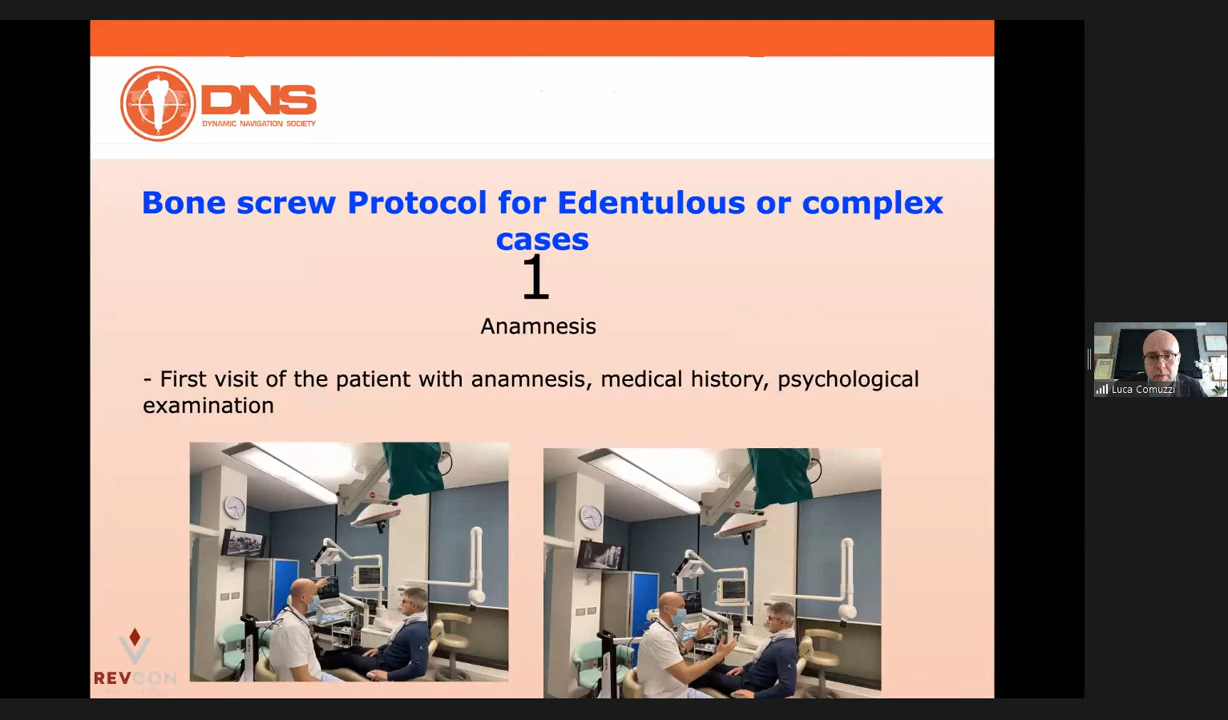 DNS
DYNAMIC NAVIGATION SOCIETY
Bone screw Protocol for Edentulous or complex
cases
1
Anamnesis
- First visit of the patient with anamnesis, medical history, psychological
examination
Luca Comuzzi
REVCON